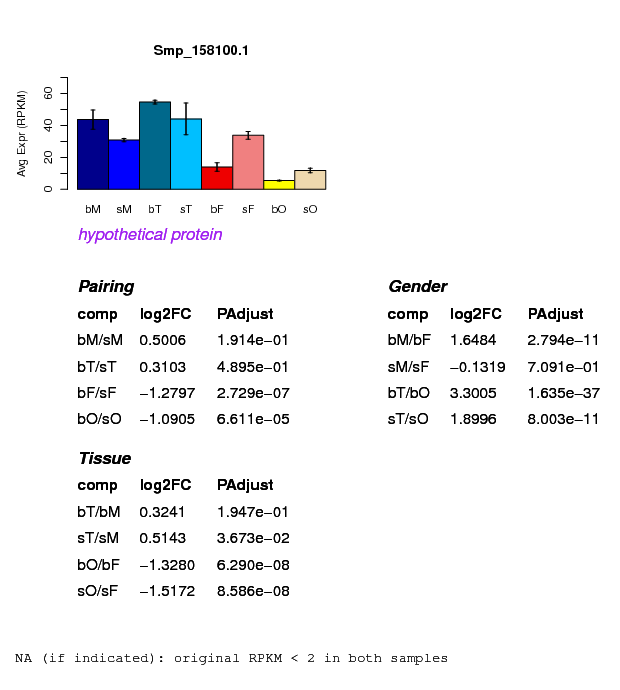 Smp_158100.1
Avg Expr (RPKM)
0 20 40 60
bM sM bT sT bF sF bO sO
hypothetical protein
Pairing
comp log2FC PAdjust
bM/sM 0.5006 1.914e−01
bT/sT 0.3103 4.895e−01
bF/sF −1.2797 2.729e−07
bO/sO −1.0905 6.611e−05
Gender
comp log2FC PAdjust
bM/bF 1.6484 2.794e−11
sM/sF −0.1319 7.091e−01
bT/bO 3.3005 1.635e−37
sT/sO 1.8996 8.003e−11
Tissue
comp log2FC PAdjust
bT/bM 0.3241 1.947e−01
sT/sM 0.5143 3.673e−02
bO/bF −1.3280 6.290e−08
sO/sF −1.5172 8.586e−08
NA (if indicated): original RPKM < 2 in both samples